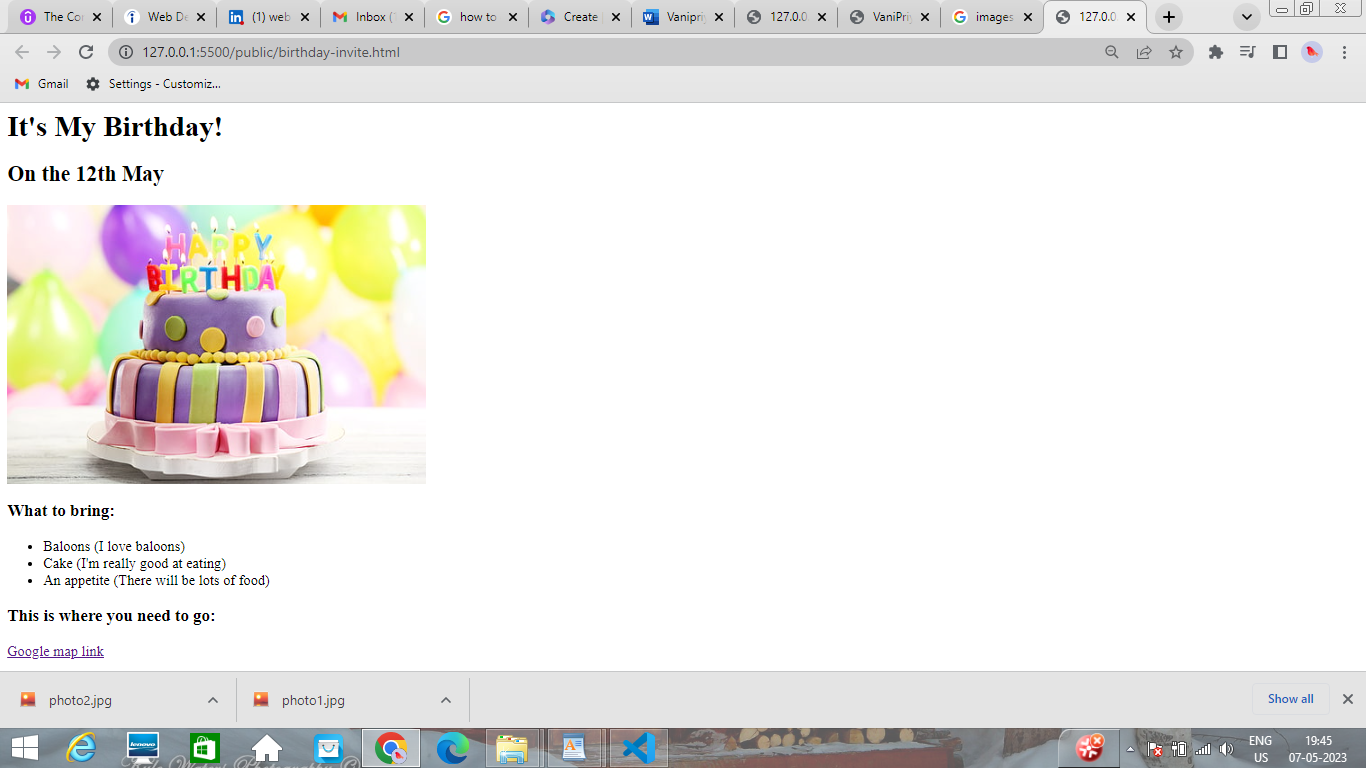 The Co
Web De
(1) web
Inbox (
how to
Create
Vanipri
127.0.0
VaniPri
images
127.0.0
127.0.0.1:5500/public/birthday-invite.html
Gmail
Settings - Customiz...
It's My Birthday!
On the 12th May
HAPPY
BIRTHDAY
What to bring:
Baloons (I love baloons)
Cake (I'm really good at eating)
An appetite (There will be lots of food)
This is where you need to go:
Google map link
photo2.jpg
photo1.jpg
Show all
lenovo
ENG
US
19:45
07-05-2023